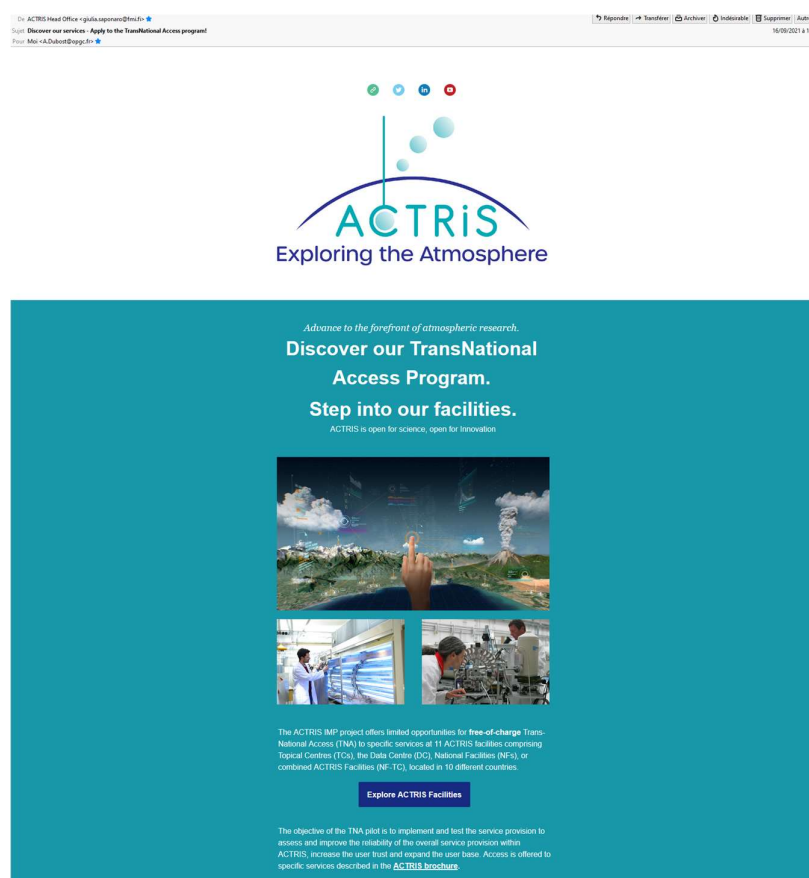 De ACTRIS Head Office <giulia.saponaro@fmi.fi>
Répondre Transférer Archiver Indésirable Supprimer Autr
Sujet Discover our services - Apply to the TransNational Access program!
16/09/2021 à 1
Pour Moi <A.Dubost@opgc.fr>
in
ACTRiS
Exploring the Atmosphere
Advance to the forefront of atmospheric research.
Discover our TransNational
Access Program.
Step into our facilities.
ACTRIS is open for science, open for Innovation
The ACTRIS IMP project offers limited opportunities for free-of-charge Trans-
National Access (TNA) to specific services at 11 ACTRIS facilities comprising
Topical Centres (TCs), the Data Centre (DC), National Facilities (NFs), or
combined ACTRIS Facilities (NF-TC), located in 10 different countries.
Explore ACTRIS Facilities
The objective of the TNA pilot is to implement and test the service provision to
assess and improve the reliability of the overall service provision within
ACTRIS, increase the user trust and expand the user base. Access is offered to
specific services described in the ACTRIS brochure.